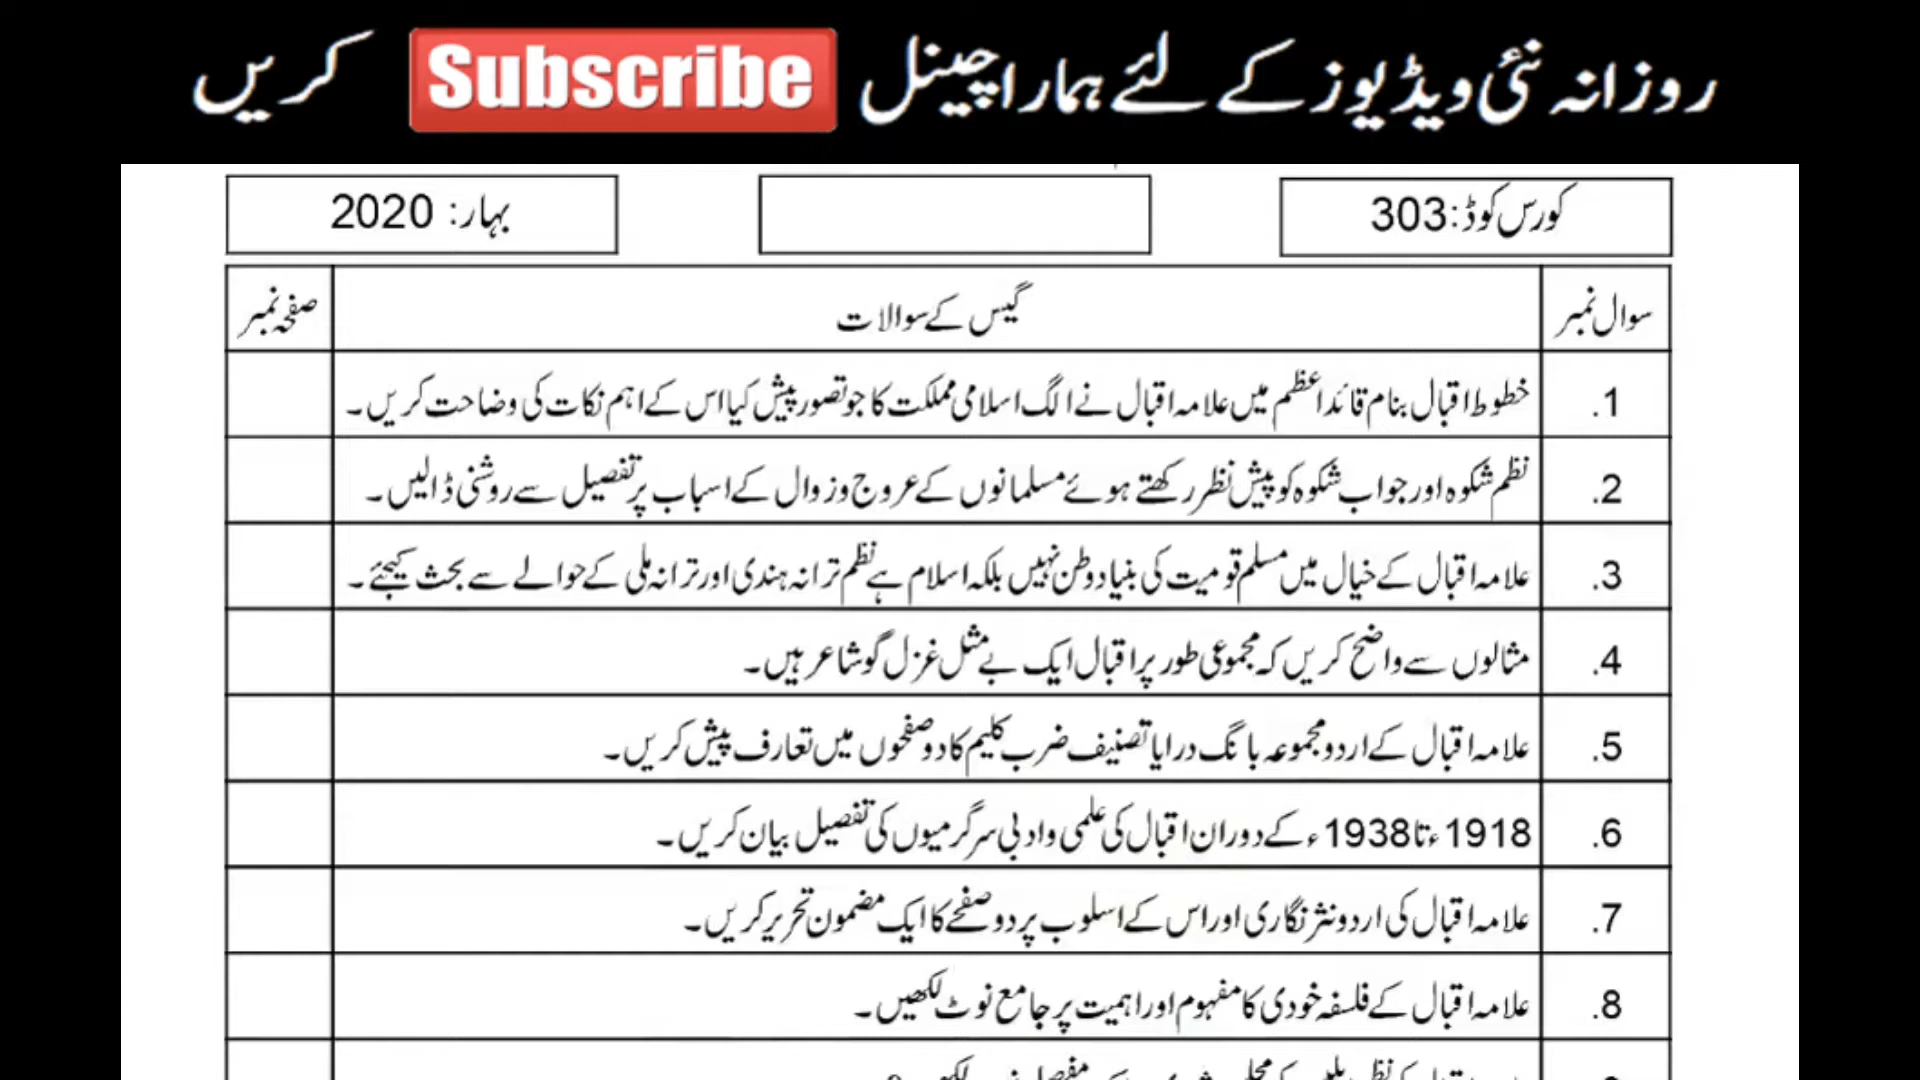 روزانہ نئی ویڈیوز کے لئے ہمارا چینل Subscribe کریں
کورس کوڈ: 303
بہار: 2020
سوال نمبر گیس کے سوالات صفحہ نمبر
1. خطوط اقبال بنام قائد اعظم میں علامہ اقبال نے الگ اسلامی مملکت کا جو تصور پیش کیا اس کے اہم نکات کی وضاحت کریں۔
2. نظم شکوہ اور جواب شکوہ کو پیش نظر رکھتے ہوئے مسلمانوں کے عروج وزوال کے اسباب پر تفصیل سے روشنی ڈالیں۔
3. علامہ اقبال کے خیال میں مسلم قومیت کی بنیاد وطن نہیں بلکہ اسلام ہے نظم ترانہ ہندی اور ترانہ ملی کے حوالے سے بحث کیجئے۔
4. مثالوں سے واضح کریں کہ مجموعی طور پر اقبال ایک بے مثل غزل گو شاعر ہیں۔
5. علامہ اقبال کے اردو مجموعہ بانگ درا یا تصنیف ضرب کلیم کا دو صفحوں میں تعارف پیش کریں۔
6. 1918ء تا 1938ء کے دوران اقبال کی علمی وادبی سرگرمیوں کی تفصیل بیان کریں۔
7. علامہ اقبال کی اردو نثر نگاری اور اس کے اسلوب پر دو صفحے کا ایک مضمون تحریر کریں۔
8. علامہ اقبال کے فلسفہ خودی کا مفہوم اور اہمیت پر جامع نوٹ لکھیں۔